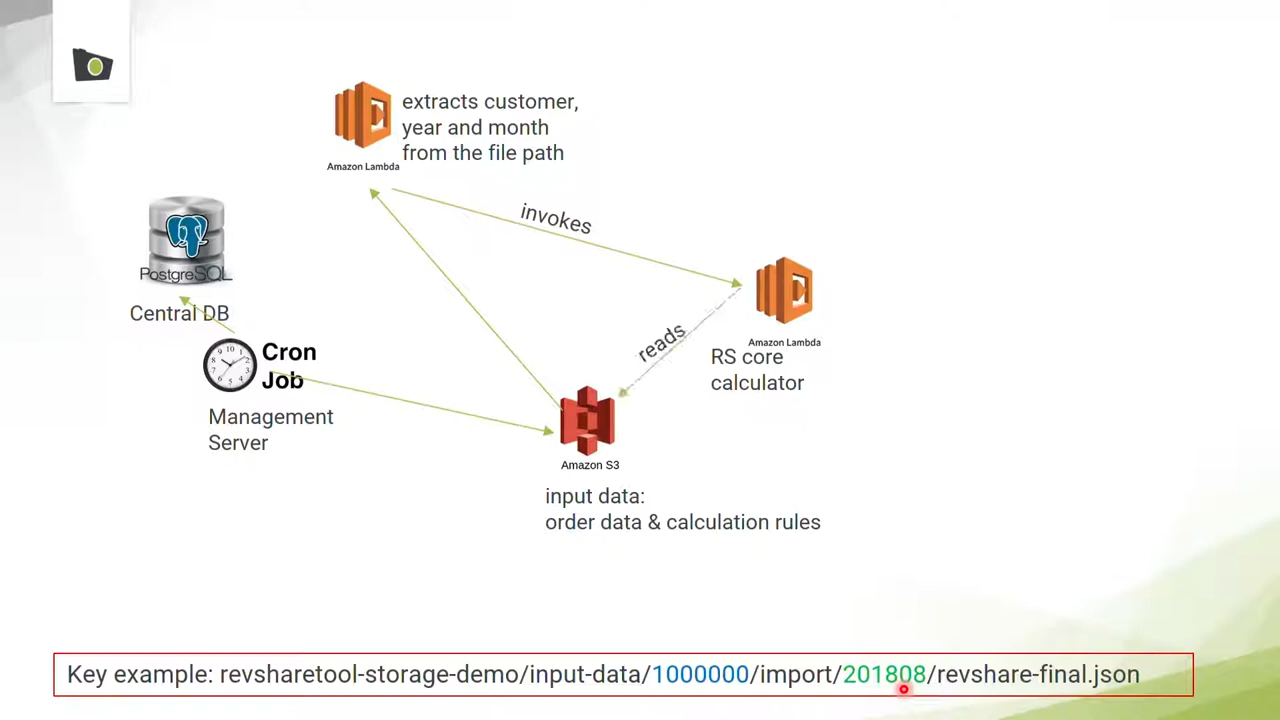 extracts customer,
year and month
from the file path
Amazon Lambda
invokes
PostgreSQL
Central DB
10
Cron
Job
Management
Server
reads
Amazon Lambda
RS core
calculator
Amazon S3
input data:
order data & calculation rules
Key example: revsharetool-storage-demo/input-data/1000000/import/201808/revshare-final.json